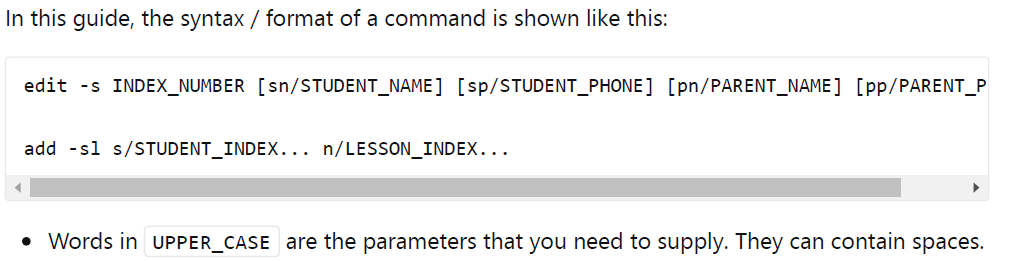 In this guide, the syntax / format of a command is shown like this:
edit -s INDEX_NUMBER [sn/STUDENT_NAME] [sp/STUDENT_PHONE] [pn/PARENT_NAME] [pp/PARENT_P
add -sl s/STUDENT_INDEX... n/LESSON_INDEX...
• Words in UPPER_CASE are the parameters that you need to supply. They can contain spaces.